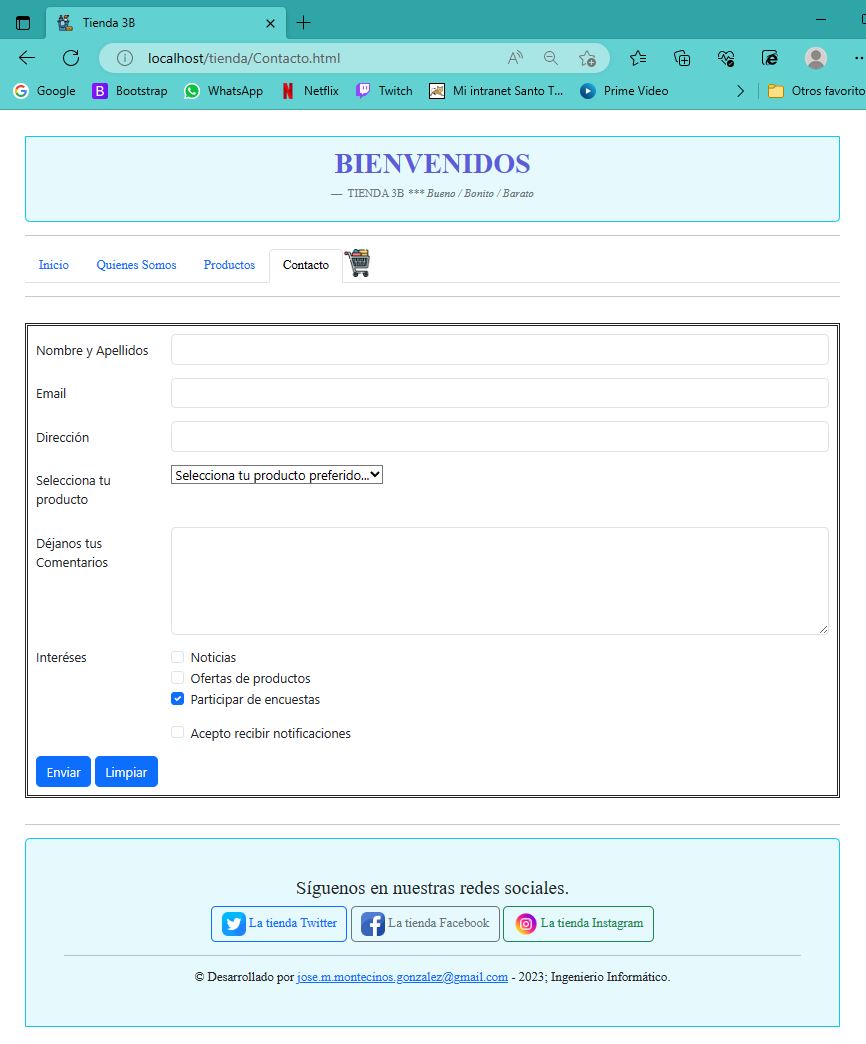 Tienda 3B
localhost/tienda/Contacto.html
Google Bootstrap WhatsApp Netflix Twitch Mi intranet Santo T... Prime Video Otros favorito
BIENVENIDOS
— TIENDA 3B *** Bueno / Bonito / Barato
Inicio Quienes Somos Productos Contacto
Nombre y Apellidos
Email
Dirección
Selecciona tu producto preferido...
Selecciona tu
producto
Déjanos tus
Comentarios
Interéses Noticias
Ofertas de productos
Participar de encuestas
Acepto recibir notificaciones
Enviar Limpiar
Síguenos en nuestras redes sociales.
La tienda Twitter La tienda Facebook La tienda Instagram
© Desarrollado por jose.m.montecinos.gonzalez@gmail.com - 2023; Ingenierio Informático.